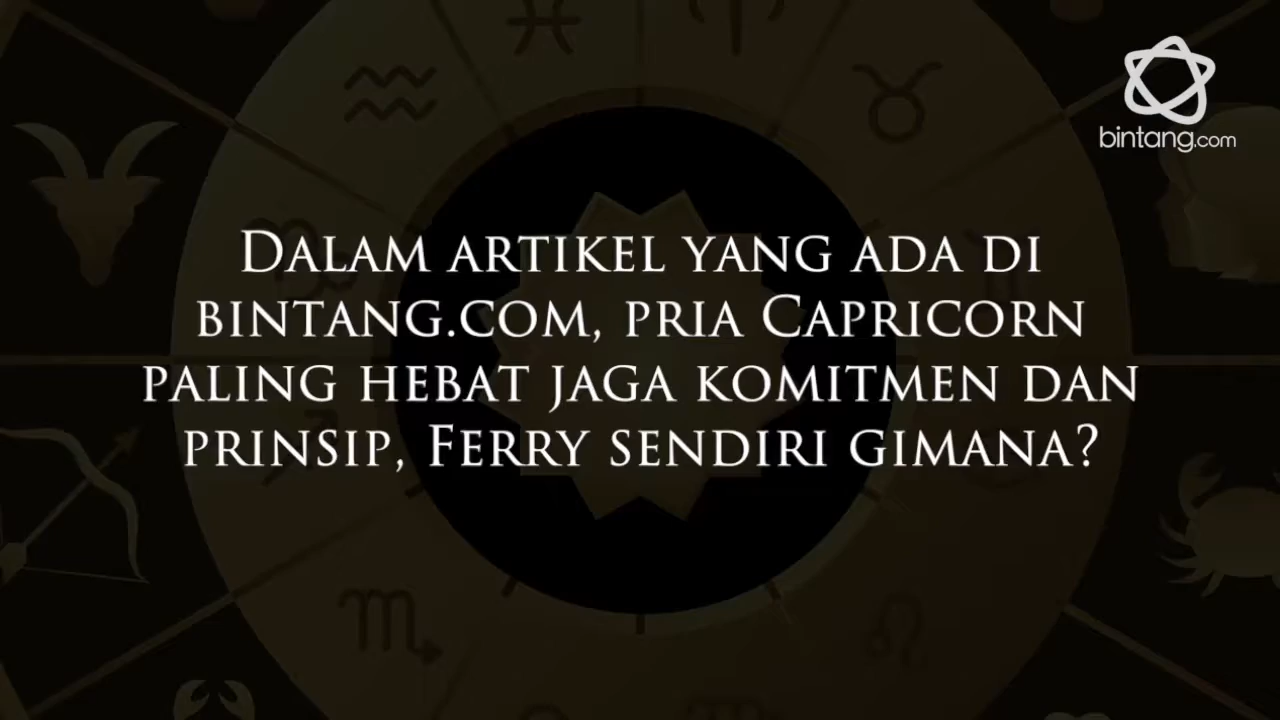 bintang.com
Dalam artikel yang ada di
bintang.com, pria Capricorn
paling hebat jaga komitmen dan
prinsip, Ferry sendiri gimana?